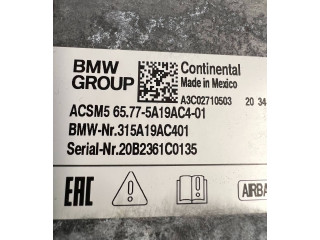 BMW
GROUP
Continental
Made in Mexico
A3C02710503 20 34
ACSM5 65.77-5A19AC4-01
BMW-Nr.315A19AC401
Serial-Nr.20B2361C0135
EAC
AIRBA